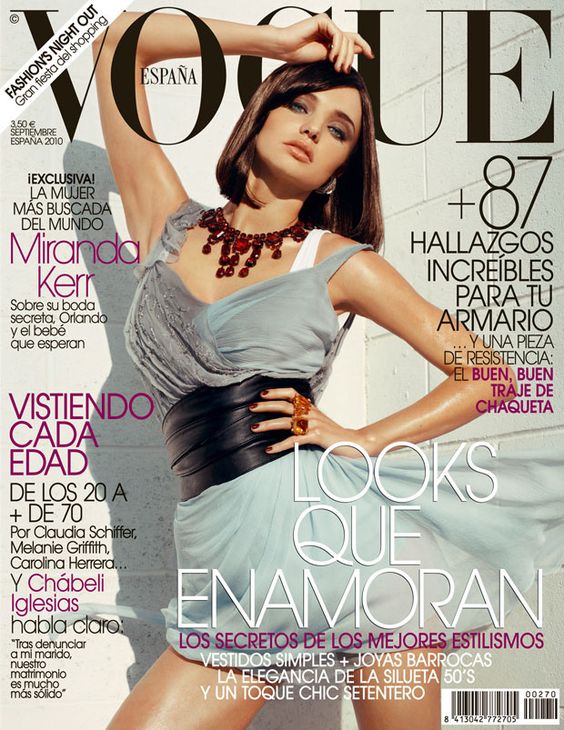 ©
FASHION'S NIGHT OUT
Gran fiesta del shopping
VOGUE
ESPAÑA
3,50 €
SEPTIEMBRE
ESPAÑA 2010
¡EXCLUSIVA!
LA MUJER
MÁS BUSCADA
DEL MUNDO
Miranda
Kerr
Sobre su boda
secreta, Orlando
y el bebé
que esperan
VISTIENDO
CADA
EDAD
DE LOS 20 A
+ DE 70
Por Claudia Schiffer,
Melanie Griffith,
Carolina Herrera...
Y Chábeli
Iglesias
habla claro:
"Tras denunciar
a mi marido,
nuestro
matrimonio
es mucho
más sólido"
+87
HALLAZGOS
INCREÍBLES
PARA TU
ARMARIO
... Y UNA PIEZA
DE RESISTENCIA:
EL BUEN, BUEN
TRAJE DE
CHAQUETA
LOOKS
QUE
ENAMORAN
LOS SECRETOS DE LOS MEJORES ESTILISMOS
VESTIDOS SIMPLES + JOYAS BARROCAS
LA ELEGANCIA DE LA SILUETA 50'S
Y UN TOQUE CHIC SETENTERO
00270
8 413042 772705